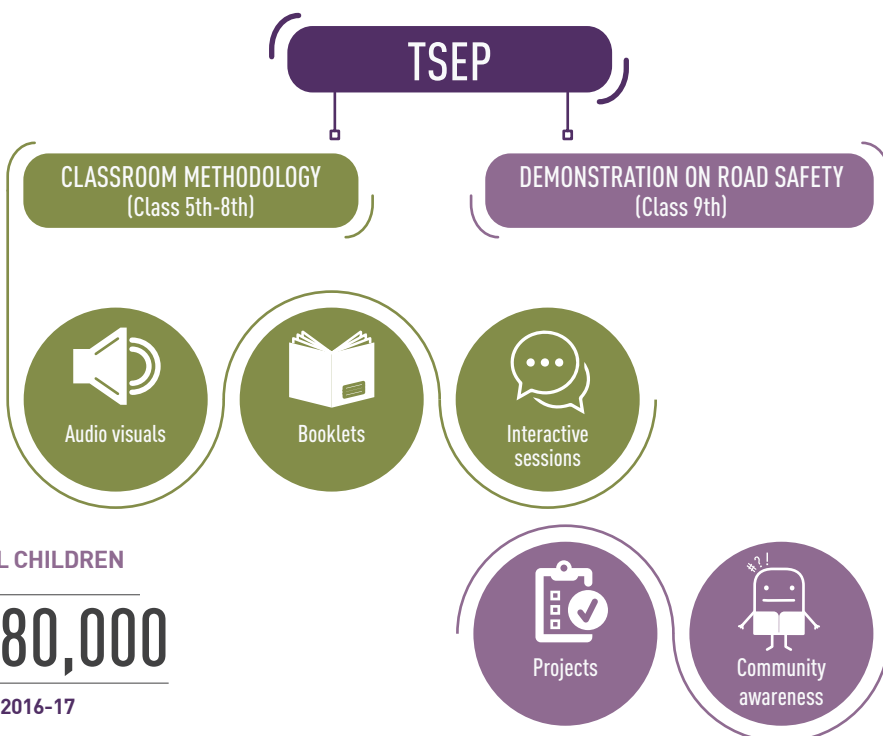 TSEP
CLASSROOM METHODOLOGY
(Class 5th-8th)
DEMONSTRATION ON ROAD SAFETY
(Class 9th)
Audio visuals
Booklets
Interactive
sessions
CHILDREN
80,000
2016-17
#?!
Projects
Community
awareness